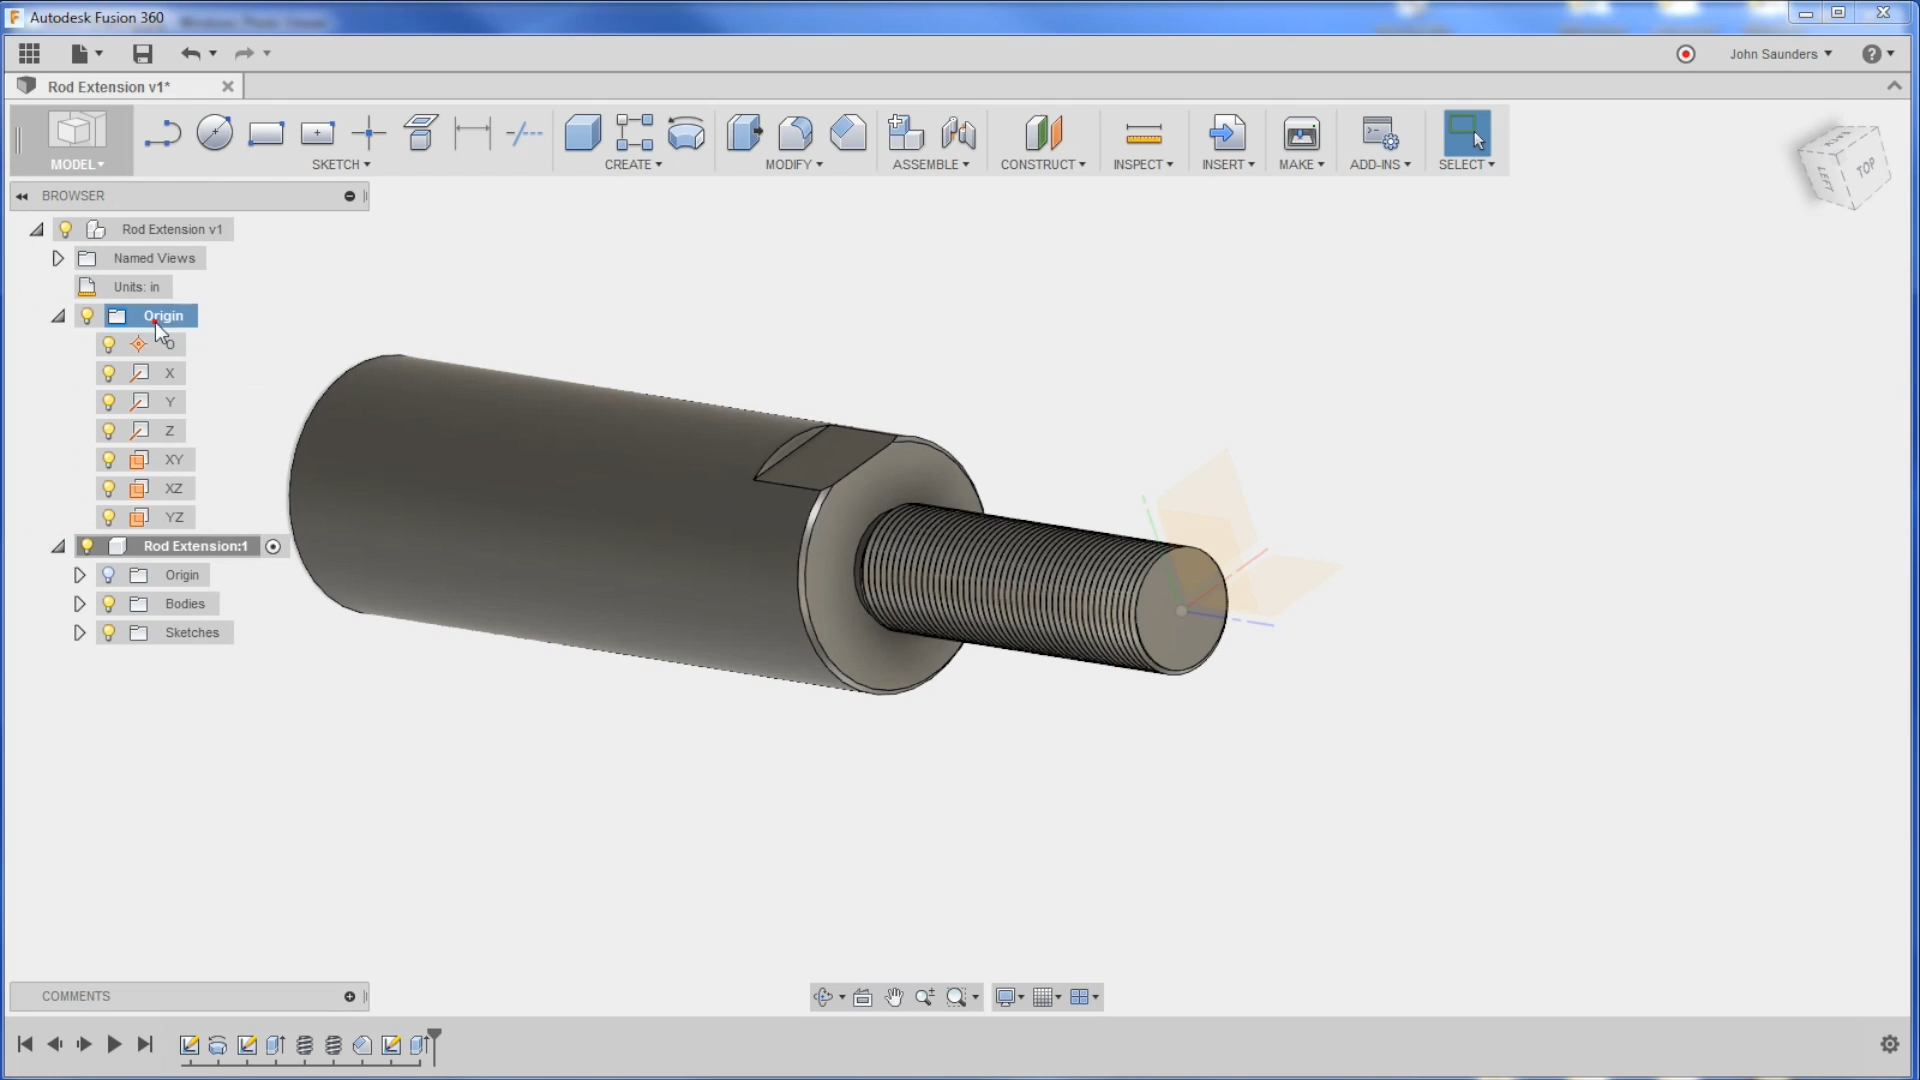 Autodesk Fusion 360
John Saunders
Rod Extension v1*
MODEL
SKETCH
CREATE
MODIFY
ASSEMBLE
CONSTRUCT
INSPECT
INSERT
MAKE
ADD-INS
SELECT
LEFT
TOP
BROWSER
Rod Extension v1
Named Views
Units: in
Origin
O
X
Y
Z
XY
XZ
YZ
Rod Extension:1
Origin
Bodies
Sketches
COMMENTS